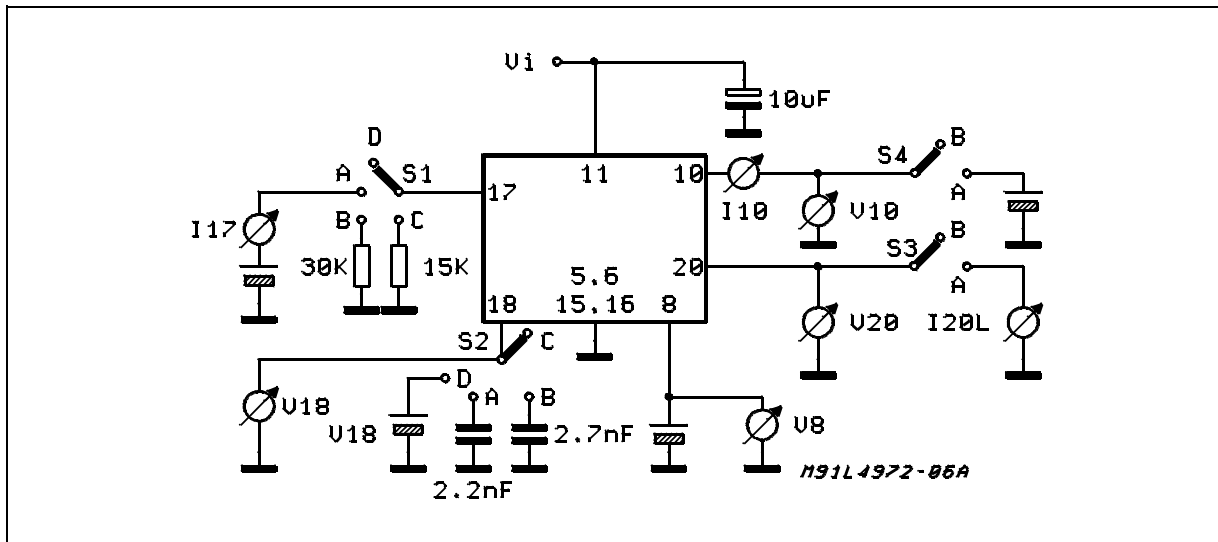 Vi
10uF
D
A
S1
S4
B
17
11
10
I10
V10
A
B
C
I17
30K
15K
S3
B
20
5.6
15.16
8
18
A
S2
C
V20
I20L
D
V18
A
B
V18
2.7nF
V8
2.2nF
M91L4972-06A